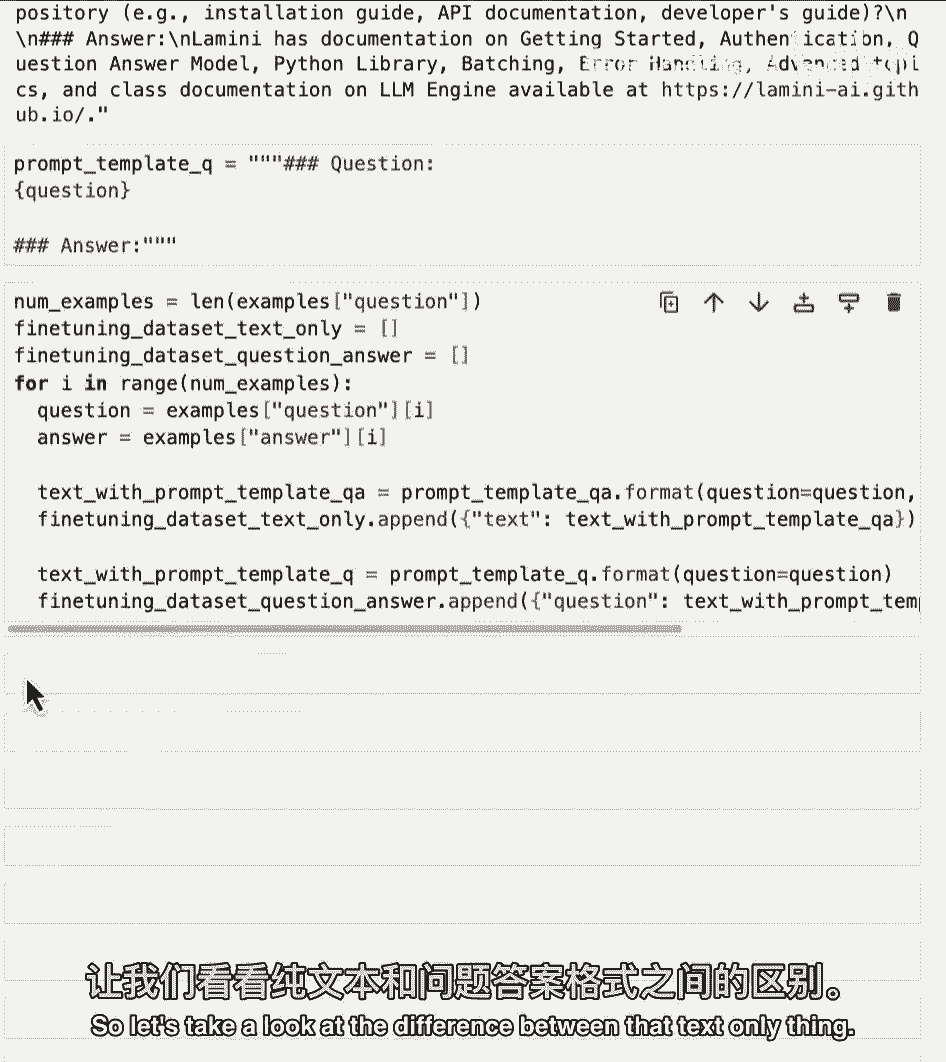 pository (e.g., installation guide, API documentation, developer's guide)?\n
\n### Answer:\nLamini has documentation on Getting Started, Authentication, Q
uestion Answer Model, Python Library, Batching, Error Handling, Advanced topi
cs, and class documentation on LLM Engine available at https://lamini-ai.gith
ub.io/."
prompt_template_q = """### Question:
{question}
### Answer:"""
num_examples = len(examples["question"])
finetuning_dataset_text_only = []
finetuning_dataset_question_answer = []
for i in range(num_examples):
  question = examples["question"][i]
  answer = examples["answer"][i]
  text_with_prompt_template_qa = prompt_template_qa.format(question=question,
  finetuning_dataset_text_only.append({"text": text_with_prompt_template_qa})
  text_with_prompt_template_q = prompt_template_q.format(question=question)
  finetuning_dataset_question_answer.append({"question": text_with_prompt_tem
让我们看看纯文本和问题答案格式之间的区别。
So let's take a look at the difference between that text only thing.